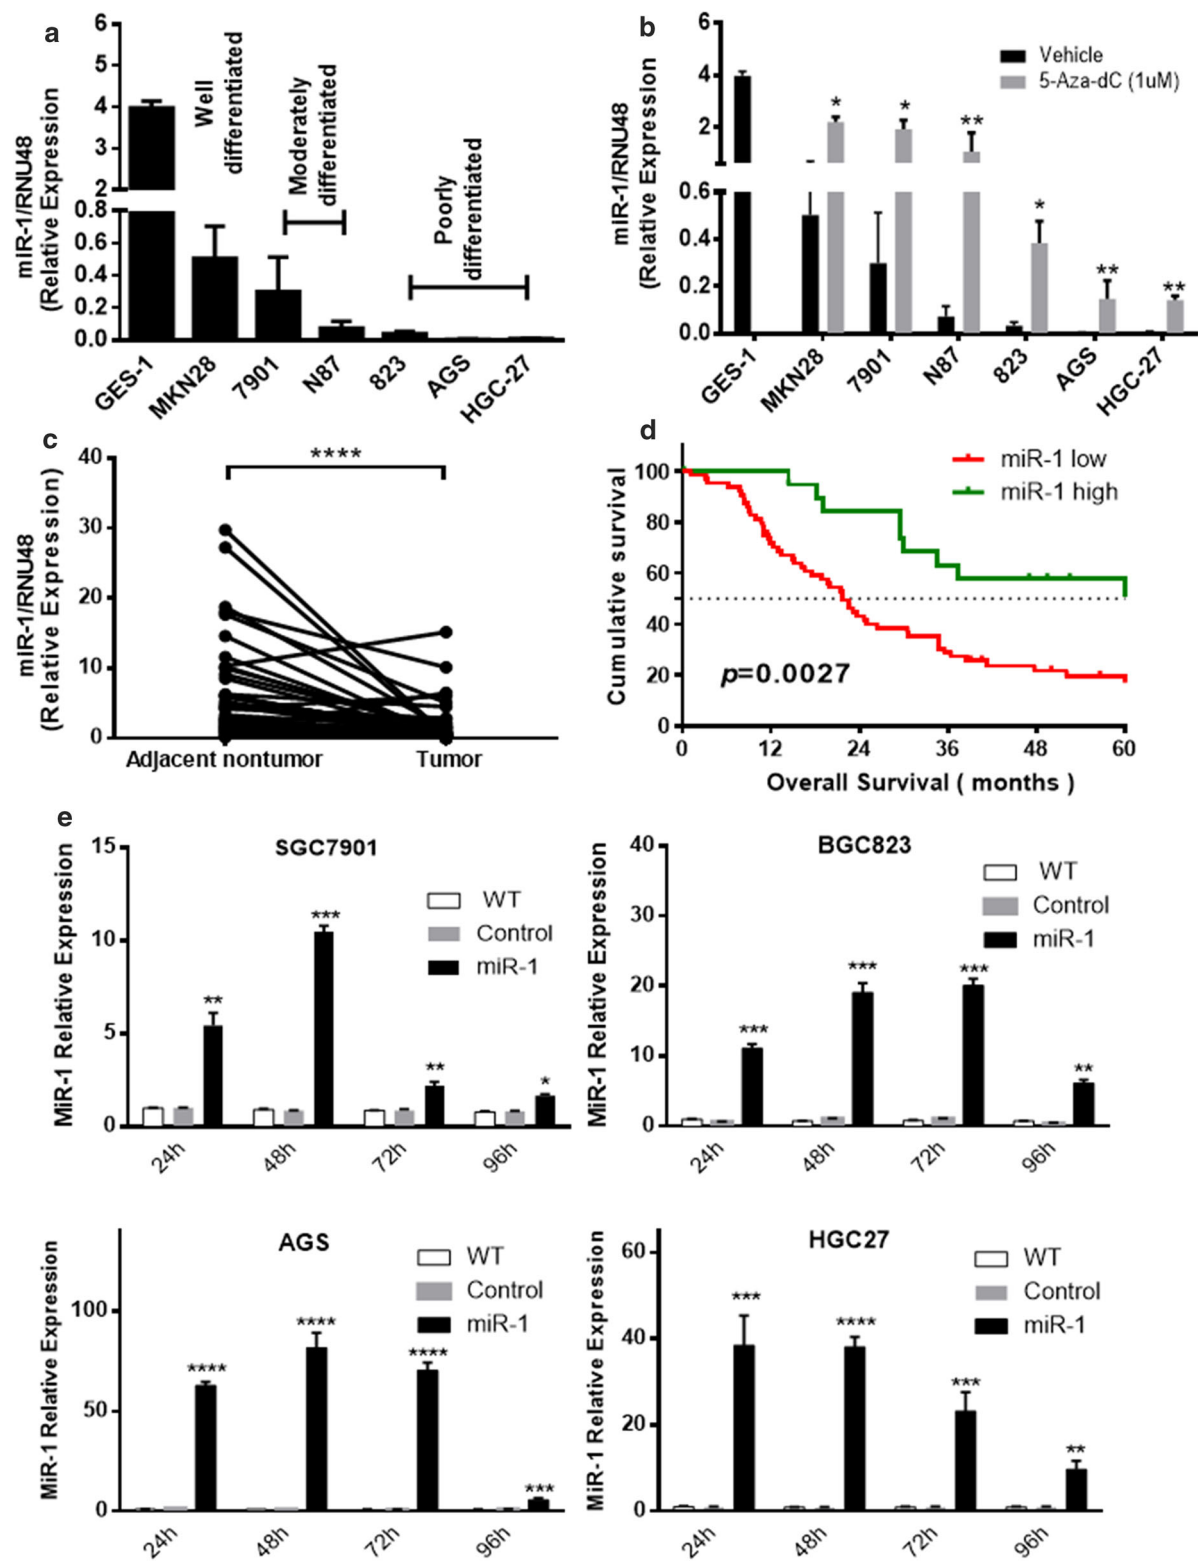 a
mIR-1/RNU48
(Relative Expression)
6
5
4
3
2
0.8
0.6
0.4
0.2
0.0
Well
differentiated
Moderately
differentiated
Poorly
differentiated
GES-1
MKN28
7901
N87
823
AGS
HGC-27
b
mIR-1/RNU48
(Relative Expression)
6
4
2
0.6
0.4
0.2
0.0
Vehicle
5-Aza-dC (1uM)
*
*
**
*
**
**
GES-1
MKN28
7901
N87
823
AGS
HGC-27
c
miR-1/RNU48
(Relative Expression)
40
30
20
10
0
****
Adjacent nontumor
Tumor
d
Cumulative survival
100
80
60
40
20
0
miR-1 low
miR-1 high
p=0.0027
0
12
24
36
48
60
Overall Survival ( months )
e
SGC7901
MiR-1 Relative Expression
15
10
5
0
WT
Control
miR-1
**
***
**
*
24h
48h
72h
96h
BGC823
MiR-1 Relative Expression
40
30
20
10
0
WT
Control
miR-1
***
***
***
**
24h
48h
72h
96h
AGS
MiR-1 Relative Expression
100
50
0
WT
Control
miR-1
****
****
****
***
24h
48h
72h
96h
HGC27
MiR-1 Relative Expression
60
40
20
0
WT
Control
miR-1
***
****
***
**
24h
48h
72h
96h